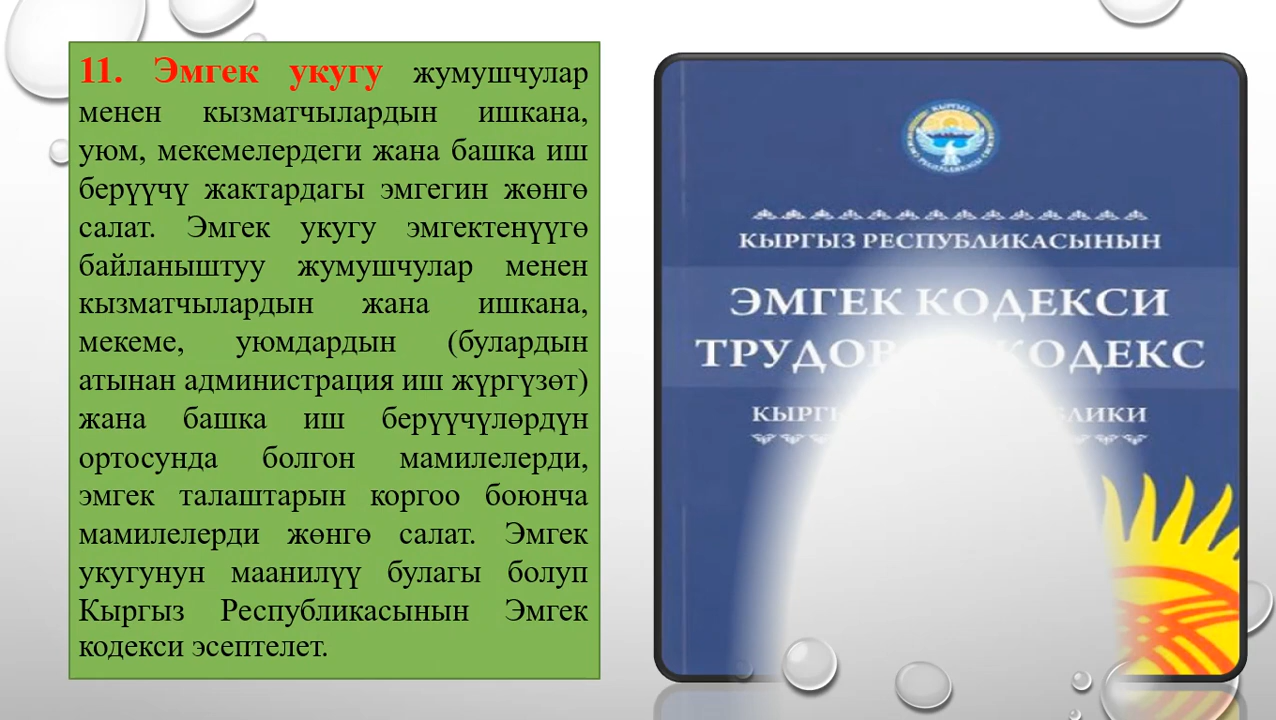 11. Эмгек укугу жумушчулар
менен кызматчылардын ишкана,
уюм, мекемелердеги жана башка иш
берүүчү жактардагы эмгегин жөнгө
салат. Эмгек укугу эмгектенүүгө
байланыштуу жумушчулар менен
кызматчылардын жана ишкана,
мекеме, уюмдардын (булардын
атынан администрация иш жүргүзөт)
жана башка иш берүүчүлөрдүн
ортосунда болгон мамилелерди,
эмгек талаштарын коргоо боюнча
мамилелерди жөнгө салат. Эмгек
укугунун маанилүү булагы болуп
Кыргыз Республикасынын Эмгек
кодекси эсептелет.
КЫРГЫЗ РЕСПУБЛИКАСЫНЫН
ЭМГЕК КОДЕКСИ
КОДЕКС